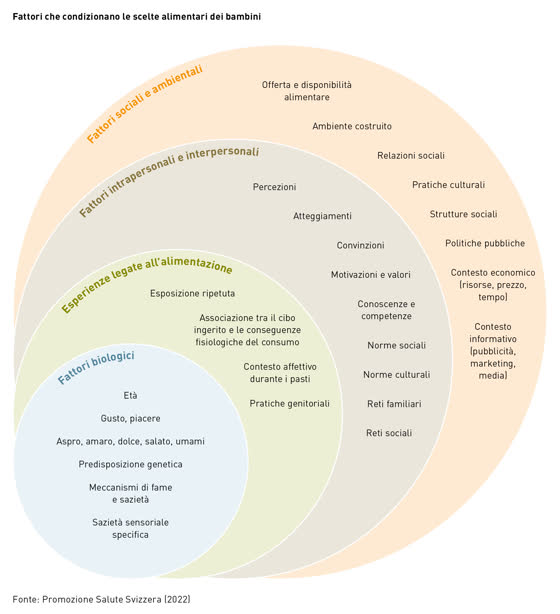 Fattori che condizionano le scelte alimentari dei bambini
Fattori sociali e ambientali
Offerta e disponibilità
alimentare
Ambiente costruito
Relazioni sociali
Pratiche culturali
Strutture sociali
Politiche pubbliche
Contesto economico
(risorse, prezzo,
tempo)
Contesto
informativo
(pubblicità,
marketing,
media)
Fattori intrapersonali e interpersonali
Percezioni
Atteggiamenti
Convinzioni
Motivazioni e valori
Conoscenze e
competenze
Norme sociali
Norme culturali
Reti familiari
Reti sociali
Esperienze legate all'alimentazione
Esposizione ripetuta
Associazione tra il cibo
ingerito e le conseguenze
fisiologiche del consumo
Contesto affettivo
durante i pasti
Pratiche genitoriali
Fattori biologici
Età
Gusto, piacere
Aspro, amaro, dolce, salato, umami
Predisposizione genetica
Meccanismi di fame
e sazietà
Sazietà sensoriale
specifica
Fonte: Promozione Salute Svizzera (2022)